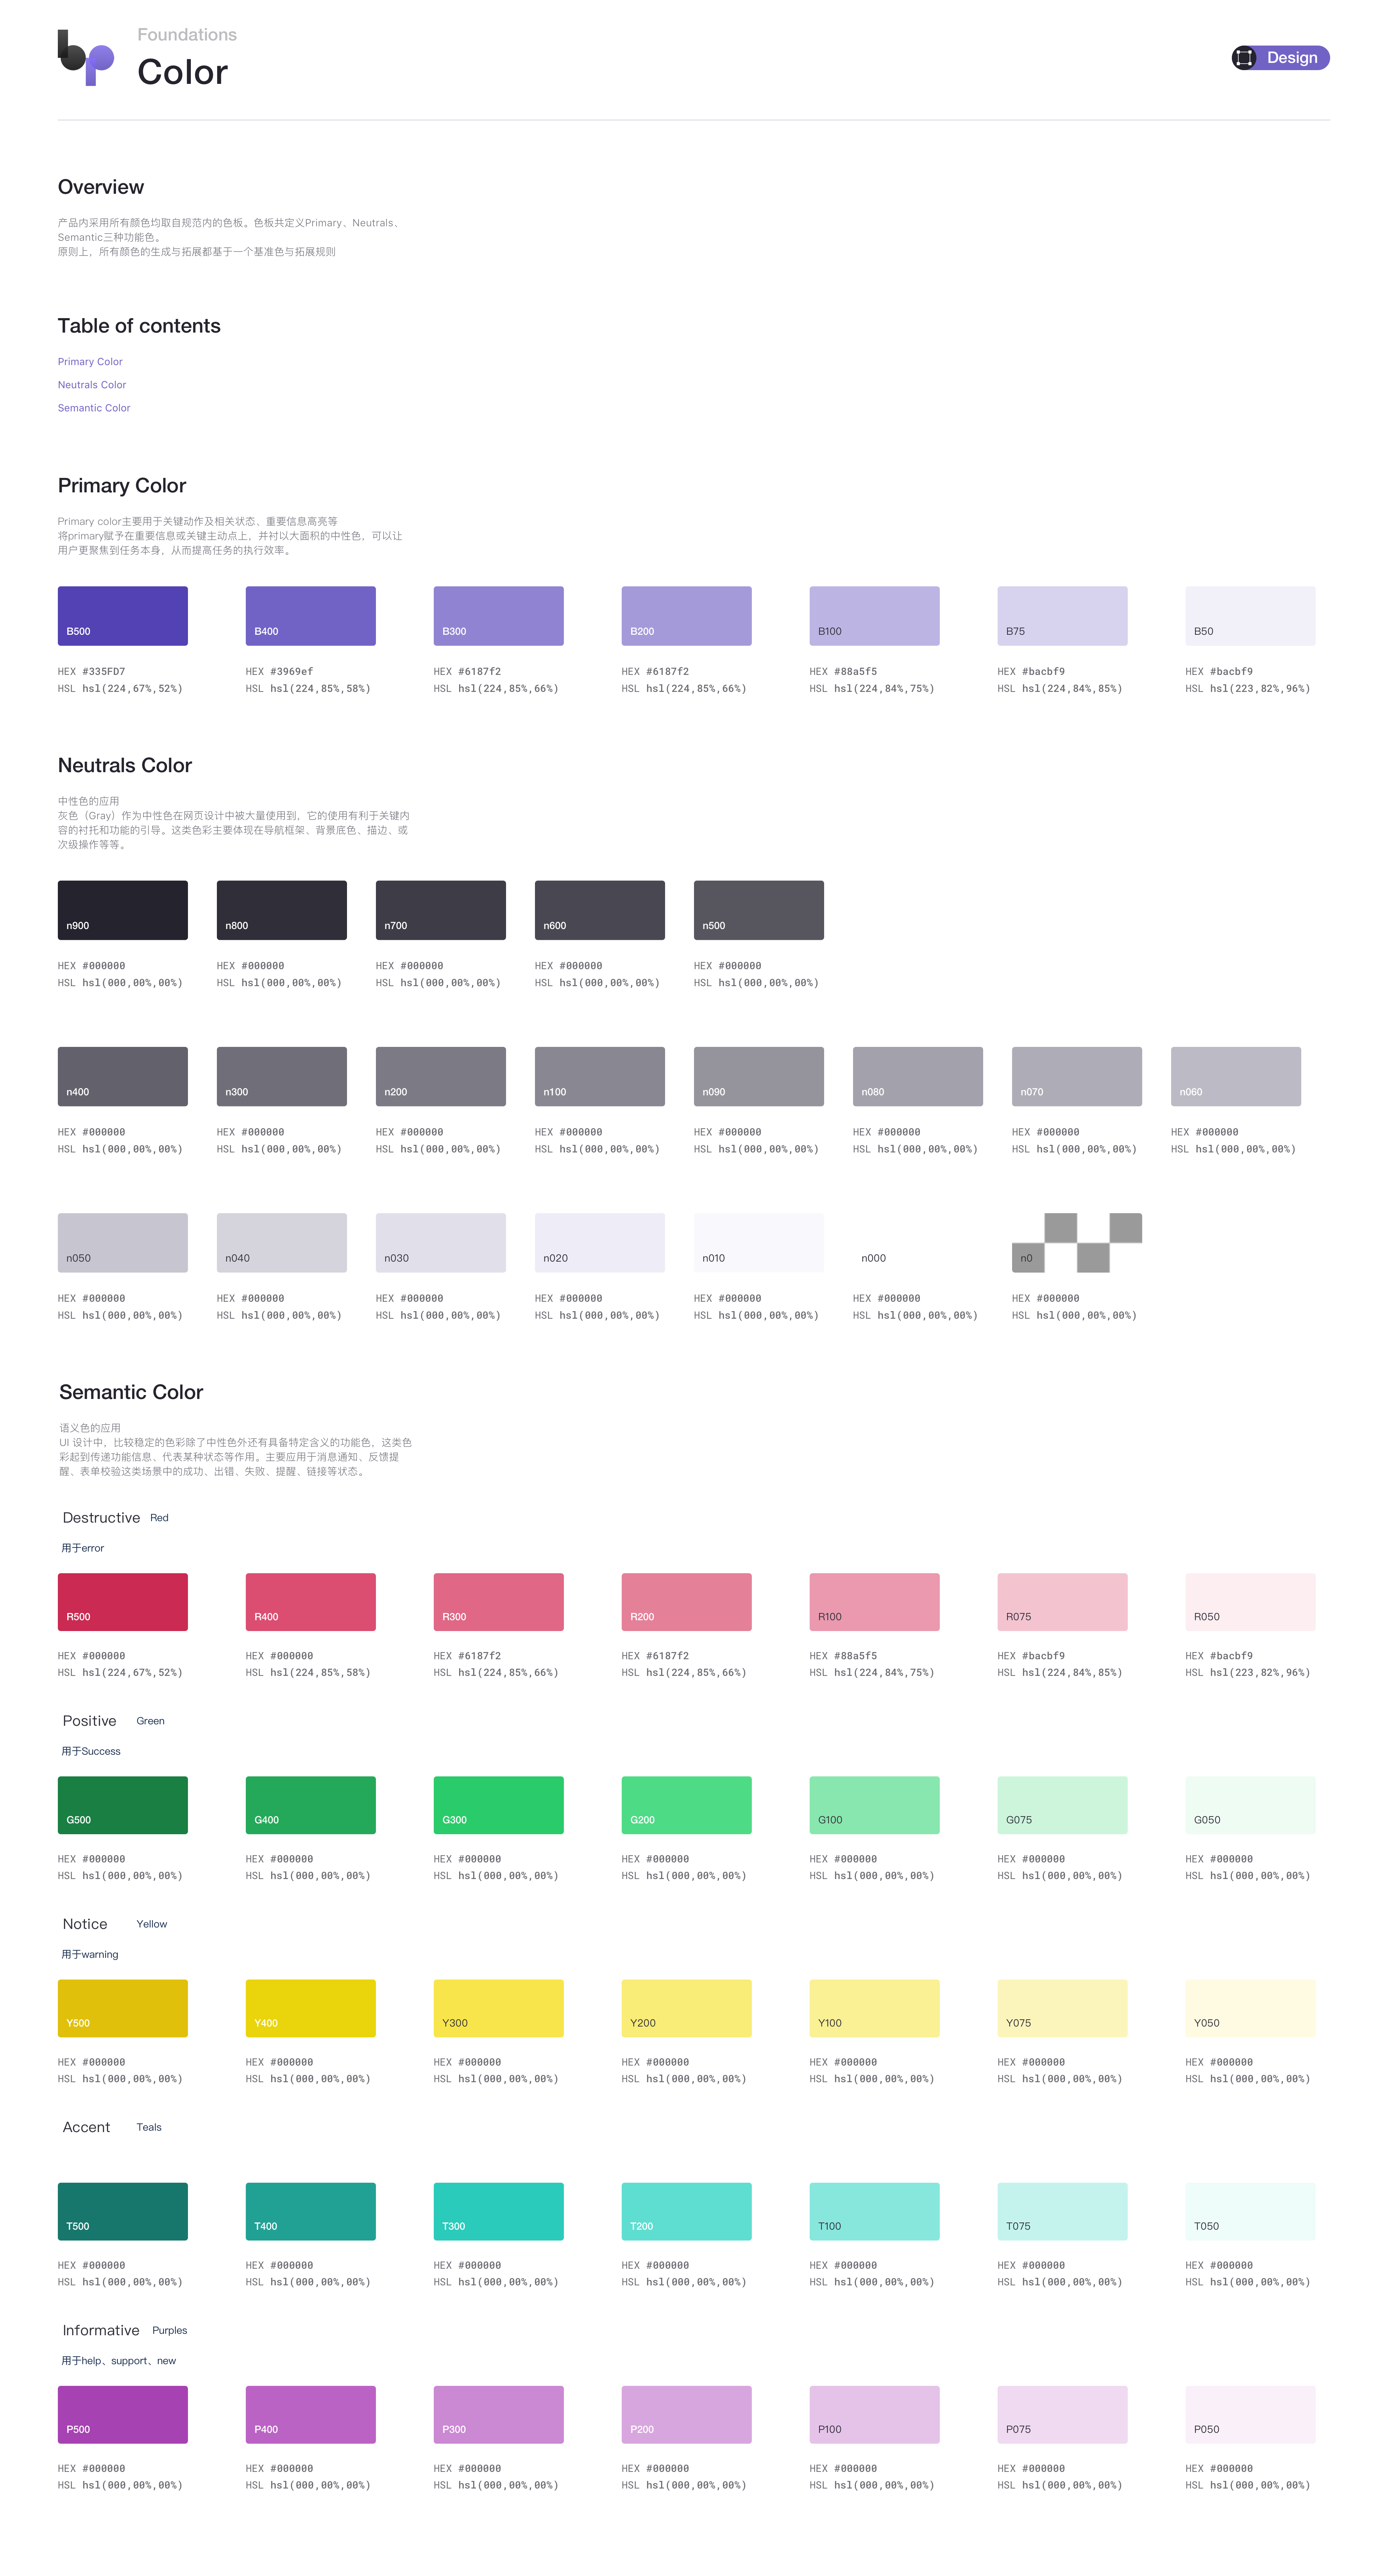 bp
Foundations
Color
Design
Overview
产品内采用所有颜色均取自规范内的色板。色板共定义Primary、Neutrals、
Semantic三种功能色。
原则上，所有颜色的生成与拓展都基于一个基准色与拓展规则
Table of contents
Primary Color
Neutrals Color
Semantic Color
Primary Color
Primary color主要用于关键动作及相关状态、重要信息高亮等
将primary赋予在重要信息或关键主动点上，并衬以大面积的中性色，可以让
用户更聚焦到任务本身，从而提高任务的执行效率。
B500 B400 B300 B200 B100 B75 B50
HEX #335FD7 HEX #3969ef HEX #6187f2 HEX #6187f2 HEX #88a5f5 HEX #bacbf9 HEX #bacbf9
HSL hsl(224,67%,52%) HSL hsl(224,85%,58%) HSL hsl(224,85%,66%) HSL hsl(224,85%,66%) HSL hsl(224,84%,75%) HSL hsl(224,84%,85%) HSL hsl(223,82%,96%)
Neutrals Color
中性色的应用
灰色（Gray）作为中性色在网页设计中被大量使用到，它的使用有利于关键内
容的衬托和功能的引导。这类色彩主要体现在导航框架、背景底色、描边、或
次级操作等等。
n900 n800 n700 n600 n500
HEX #000000 HEX #000000 HEX #000000 HEX #000000 HEX #000000
HSL hsl(000,00%,00%) HSL hsl(000,00%,00%) HSL hsl(000,00%,00%) HSL hsl(000,00%,00%) HSL hsl(000,00%,00%)
n400 n300 n200 n100 n090 n080 n070 n060
HEX #000000 HEX #000000 HEX #000000 HEX #000000 HEX #000000 HEX #000000 HEX #000000 HEX #000000
HSL hsl(000,00%,00%) HSL hsl(000,00%,00%) HSL hsl(000,00%,00%) HSL hsl(000,00%,00%) HSL hsl(000,00%,00%) HSL hsl(000,00%,00%) HSL hsl(000,00%,00%) HSL hsl(000,00%,00%)
n050 n040 n030 n020 n010 n000 n0
HEX #000000 HEX #000000 HEX #000000 HEX #000000 HEX #000000 HEX #000000 HEX #000000
HSL hsl(000,00%,00%) HSL hsl(000,00%,00%) HSL hsl(000,00%,00%) HSL hsl(000,00%,00%) HSL hsl(000,00%,00%) HSL hsl(000,00%,00%) HSL hsl(000,00%,00%)
Semantic Color
语义色的应用
UI 设计中，比较稳定的色彩除了中性色外还有具备特定含义的功能色，这类色
彩起到传递功能信息、代表某种状态等作用。主要应用于消息通知、反馈提
醒、表单校验这类场景中的成功、出错、失败、提醒、链接等状态。
Destructive Red
用于error
R500 R400 R300 R200 R100 R075 R050
HEX #000000 HEX #000000 HEX #6187f2 HEX #6187f2 HEX #88a5f5 HEX #bacbf9 HEX #bacbf9
HSL hsl(224,67%,52%) HSL hsl(224,85%,58%) HSL hsl(224,85%,66%) HSL hsl(224,85%,66%) HSL hsl(224,84%,75%) HSL hsl(224,84%,85%) HSL hsl(223,82%,96%)
Positive Green
用于Success
G500 G400 G300 G200 G100 G075 G050
HEX #000000 HEX #000000 HEX #000000 HEX #000000 HEX #000000 HEX #000000 HEX #000000
HSL hsl(000,00%,00%) HSL hsl(000,00%,00%) HSL hsl(000,00%,00%) HSL hsl(000,00%,00%) HSL hsl(000,00%,00%) HSL hsl(000,00%,00%) HSL hsl(000,00%,00%)
Notice Yellow
用于warning
Y500 Y400 Y300 Y200 Y100 Y075 Y050
HEX #000000 HEX #000000 HEX #000000 HEX #000000 HEX #000000 HEX #000000 HEX #000000
HSL hsl(000,00%,00%) HSL hsl(000,00%,00%) HSL hsl(000,00%,00%) HSL hsl(000,00%,00%) HSL hsl(000,00%,00%) HSL hsl(000,00%,00%) HSL hsl(000,00%,00%)
Accent Teals
T500 T400 T300 T200 T100 T075 T050
HEX #000000 HEX #000000 HEX #000000 HEX #000000 HEX #000000 HEX #000000 HEX #000000
HSL hsl(000,00%,00%) HSL hsl(000,00%,00%) HSL hsl(000,00%,00%) HSL hsl(000,00%,00%) HSL hsl(000,00%,00%) HSL hsl(000,00%,00%) HSL hsl(000,00%,00%)
Informative Purples
用于help、support、new
P500 P400 P300 P200 P100 P075 P050
HEX #000000 HEX #000000 HEX #000000 HEX #000000 HEX #000000 HEX #000000 HEX #000000
HSL hsl(000,00%,00%) HSL hsl(000,00%,00%) HSL hsl(000,00%,00%) HSL hsl(000,00%,00%) HSL hsl(000,00%,00%) HSL hsl(000,00%,00%) HSL hsl(000,00%,00%)